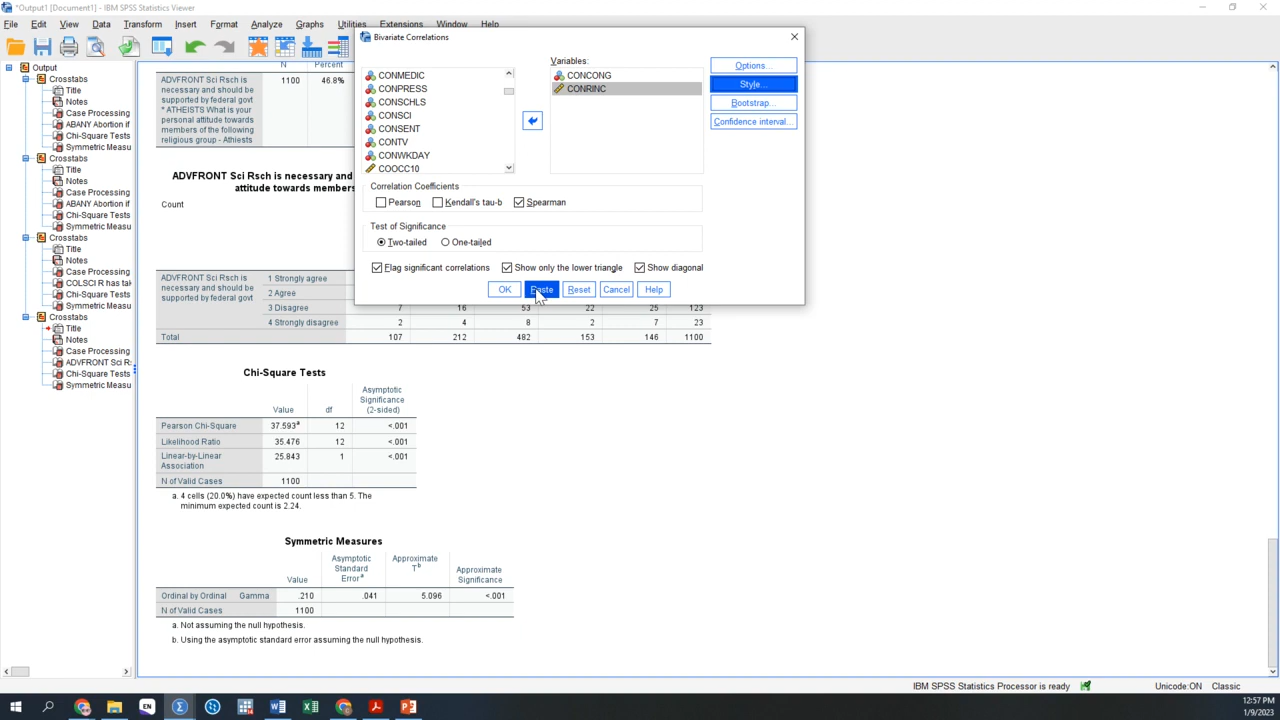 *Output1 [Document1] - IBM SPSS Statistics Viewer
File Edit View Data Transform Insert Format Graphs Analyze Utilities Extensions Window Help
Output
Crosstabs
Title
Notes
Case Processing
ABANY Abortion if
Chi-Square Tests
Symmetric Measu
Crosstabs
Title
Notes
Case Processing
ABANY Abortion if
Chi-Square Tests
Symmetric Measu
Crosstabs
Title
Notes
Case Processing
COLSCI R has tak
Chi-Square Tests
Symmetric Measu
Crosstabs
Title
Notes
Case Processing
ADVFRONT Sci R
Chi-Square Tests
Symmetric Measu
N Percent
ADVFRONT Sci Rsch is 1100 46.8%
necessary and should be
supported by federal govt
* ATHEISTS What is your
personal attitude towards
members of the following
religious group - Athiests
ADVFRONT Sci Rsch is necessary and
attitude towards members
Count
ADVFRONT Sci Rsch is
necessary and should be
supported by federal govt
1 Strongly agree
2 Agree
3 Disagree 7 16 53 22 25 123
4 Strongly disagree 2 4 8 2 7 23
Total 107 212 482 153 146 1100
Chi-Square Tests
Value df Asymptotic Significance (2-sided)
Pearson Chi-Square 37.593a 12 <.001
Likelihood Ratio 35.476 12 <.001
Linear-by-Linear Association 25.843 1 <.001
N of Valid Cases 1100
a. 4 cells (20.0%) have expected count less than 5. The
minimum expected count is 2.24.
Symmetric Measures
Value Asymptotic Standard Errora Approximate Tb Approximate Significance
Ordinal by Ordinal Gamma .210 .041 5.096 <.001
N of Valid Cases 1100
a. Not assuming the null hypothesis.
b. Using the asymptotic standard error assuming the null hypothesis.
Bivariate Correlations
CONMEDIC
CONPRESS
CONSCHLS
CONSCI
CONSENT
CONTV
CONWKDAY
COOCC10
Variables:
CONCONG
CONRINC
Options...
Style...
Bootstrap...
Confidence interval...
Correlation Coefficients
Pearson Kendall's tau-b Spearman
Test of Significance
Two-tailed One-tailed
Flag significant correlations Show only the lower triangle Show diagonal
OK Paste Reset Cancel Help
IBM SPSS Statistics Processor is ready Unicode:ON Classic
EN
12:57 PM
1/9/2023